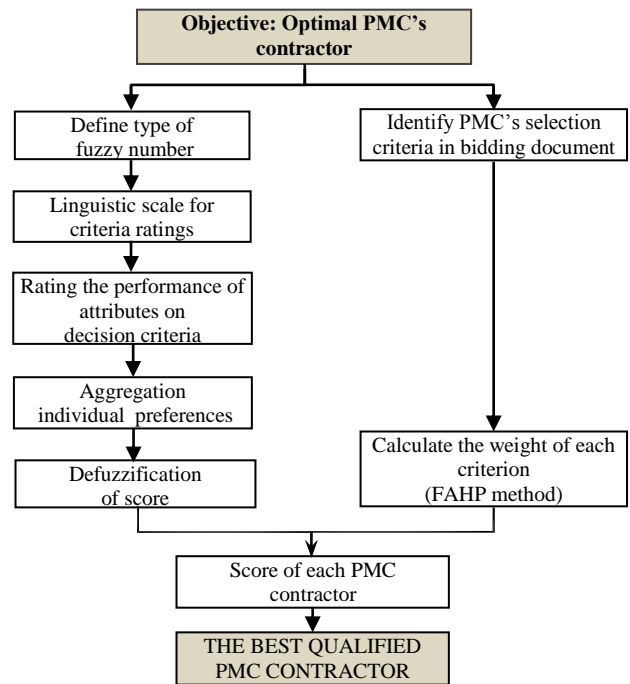 Objective: Optimal PMC's
contractor
Define type of
fuzzy number
Identify PMC's selection
criteria in bidding document
Linguistic scale for
criteria ratings
Rating the performance of
attributes on
decision criteria
Aggregation
individual preferences
Defuzzification
of score
Calculate the weight of each
criterion
(FAHP method)
Score of each PMC
contractor
THE BEST QUALIFIED
PMC CONTRACTOR